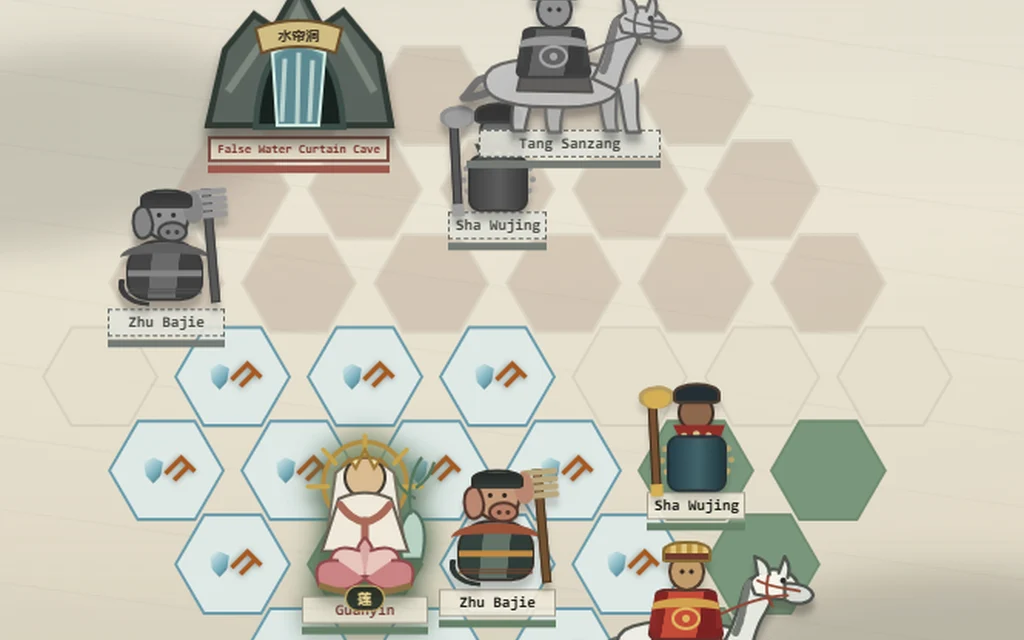 水帘洞
False Water Curtain Cave
Tang Sanzang
Sha Wujing
Zhu Bajie
Sha Wujing
莲
Guanyin
Zhu Bajie